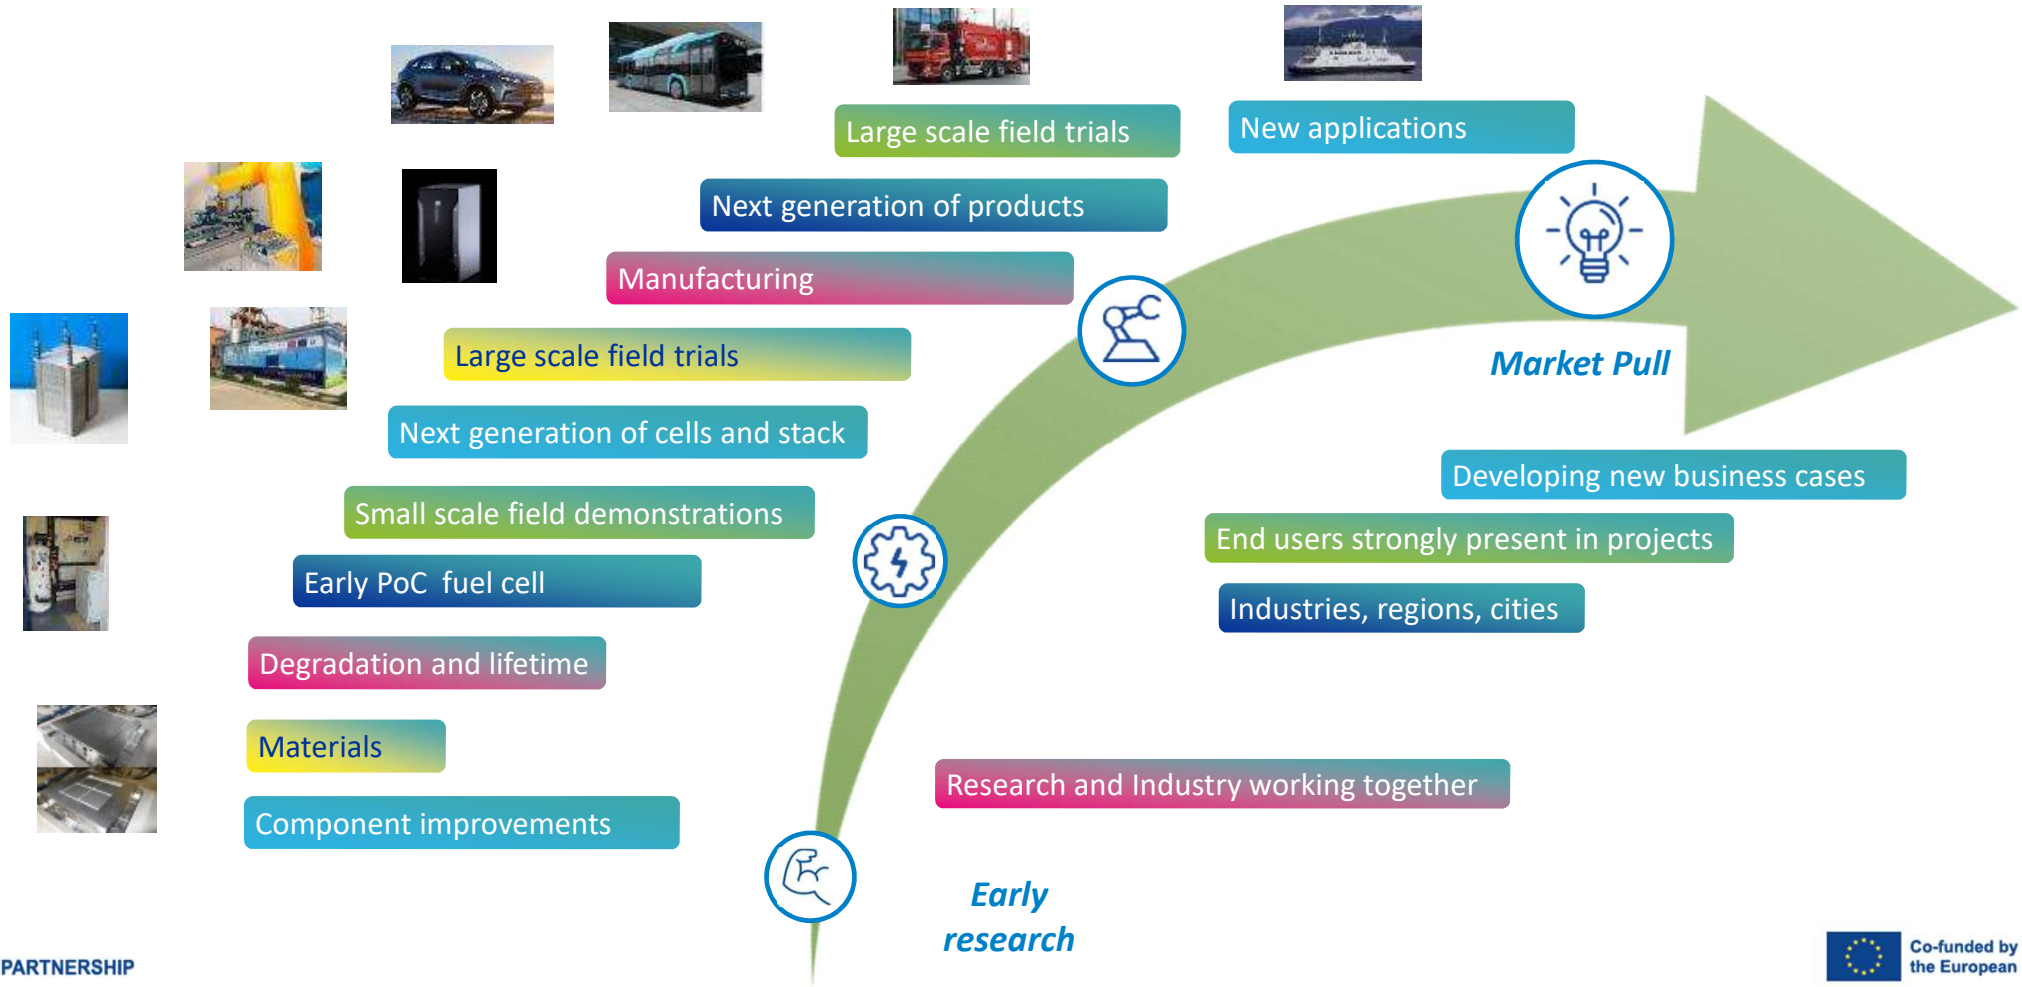 Large scale field trials
New applications
Next generation of products
Manufacturing
Large scale field trials
Market Pull
Next generation of cells and stack
Developing new business cases
Small scale field demonstrations
End users strongly present in projects
Early PoC fuel cell
Industries, regions, cities
Degradation and lifetime
Materials
Research and Industry working together
Component improvements
Early
research
PARTNERSHIP
Co-funded by
the European